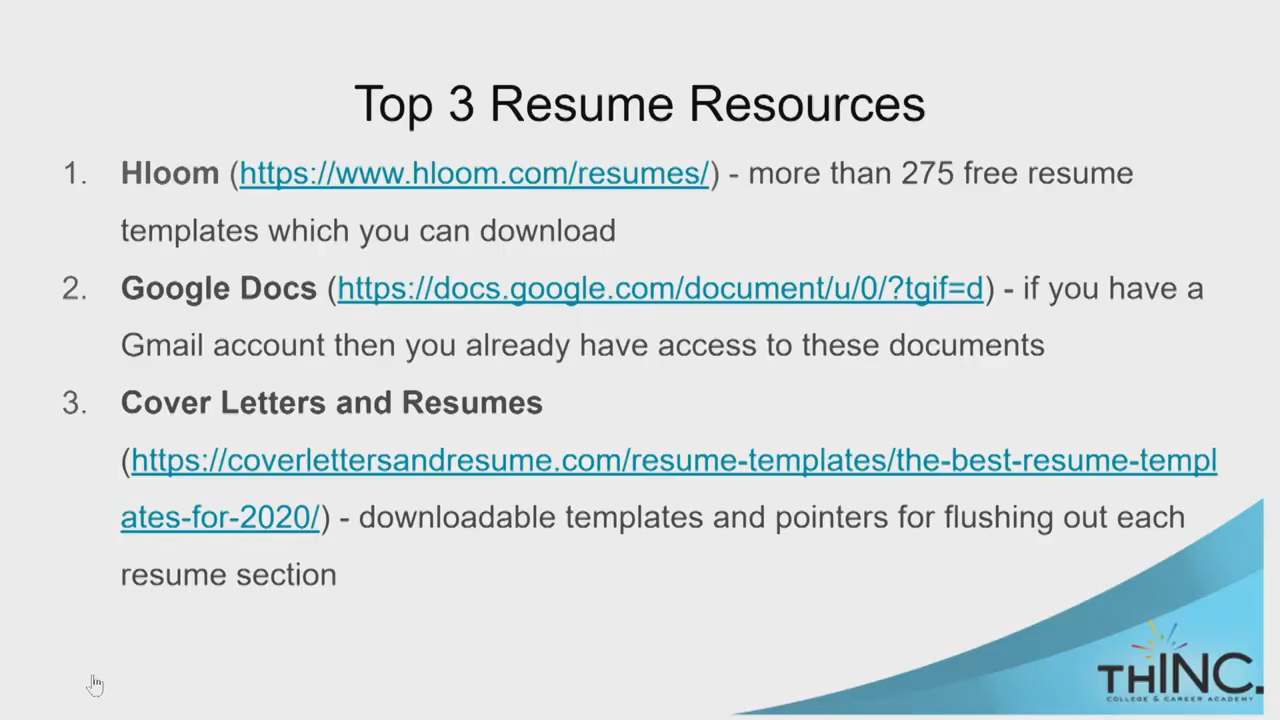 Top 3 Resume Resources
1. Hloom (https://www.hloom.com/resumes/) - more than 275 free resume
templates which you can download
2. Google Docs (https://docs.google.com/document/u/0/?tgif=d) - if you have a
Gmail account then you already have access to these documents
3. Cover Letters and Resumes
(https://coverlettersandresume.com/resume-templates/the-best-resume-templ
ates-for-2020/) - downloadable templates and pointers for flushing out each
resume section
THINC.
COLLEGE & CAREER ACADEMY